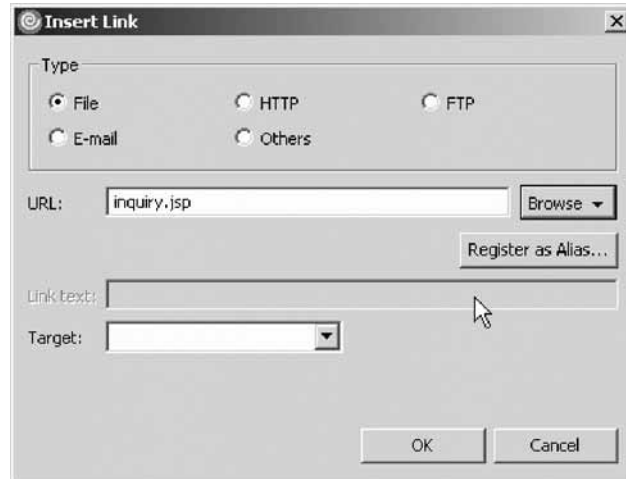 Insert Link
Type
File HTTP FTP
E-mail Others
URL: inquiry.jsp Browse
Register as Alias...
Link text:
Target:
OK Cancel